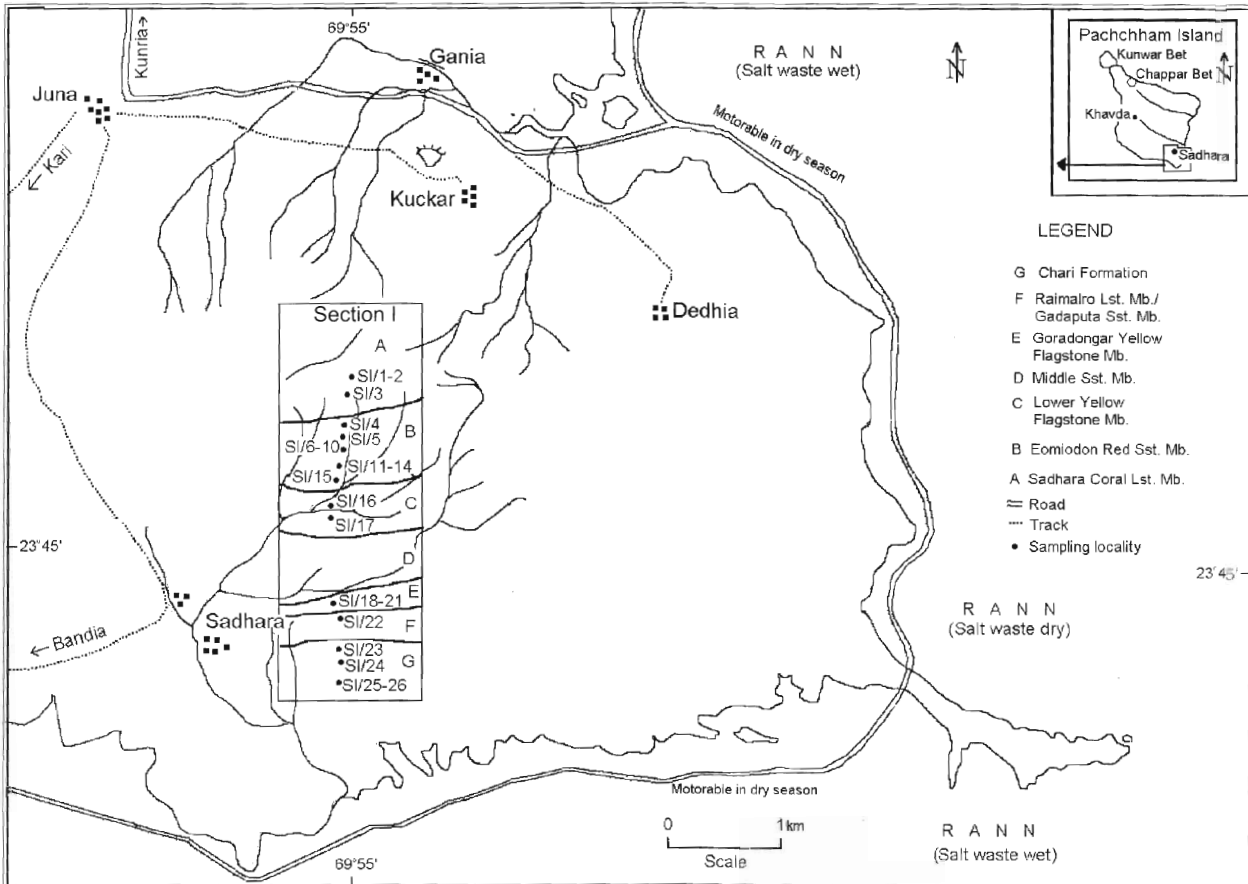 69°55'
Kunria→
Gania
R A N N
(Salt waste wet)
N
Pachchham Island
Kunwar Bet
N
Chappar Bet
Khavda
Sadhara
Juna
← Kari
Kuckar
Motorable in dry season
Dedhia
LEGEND
G Chari Formation
F Raimalro Lst. Mb./
Gadaputa Sst. Mb.
E Goradongar Yellow
Flagstone Mb.
D Middle Sst. Mb.
C Lower Yellow
Flagstone Mb.
B Eomiodon Red Sst. Mb.
A Sadhara Coral Lst. Mb.
Road
Track
Sampling locality
Section I
A
SI/1-2
SI/3
SI/4
B
SI/5
SI/6-10
SI/11-14
SI/15
SI/16
C
SI/17
23°45'
D
23°45'
E
SI/18-21
SI/22
F
Sadhara
← Bandia
SI/23
G
SI/24
SI/25-26
R A N N
(Salt waste dry)
Motorable in dry season
0 1km
Scale
R A N N
(Salt waste wet)
69°55'